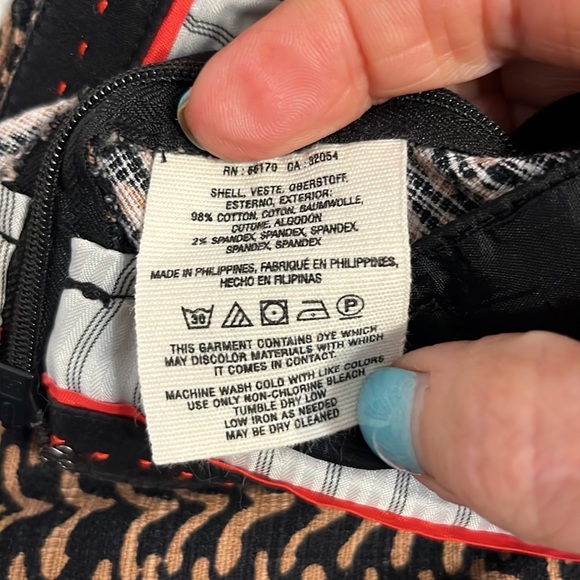 RN : 66170 CA : 32054
SHELL, VESTE, OBERSTOFF,
ESTERNO, EXTERIOR:
98% COTTON, COTON, BAUMWOLLE,
COTONE, ALGODÓN
2% SPANDEX, SPANDEX, SPANDEX,
SPANDEX, SPANDEX
MADE IN PHILIPPINES, FABRIQUÉ EN PHILIPPINES,
HECHO EN FILIPINAS
30 P
THIS GARMENT CONTAINS DYE WHICH
MAY DISCOLOR MATERIALS WITH WHICH
IT COMES IN CONTACT.
MACHINE WASH COLD WITH LIKE COLORS
USE ONLY NON-CHLORINE BLEACH
TUMBLE DRY LOW
LOW IRON AS NEEDED
MAY BE DRY CLEANED